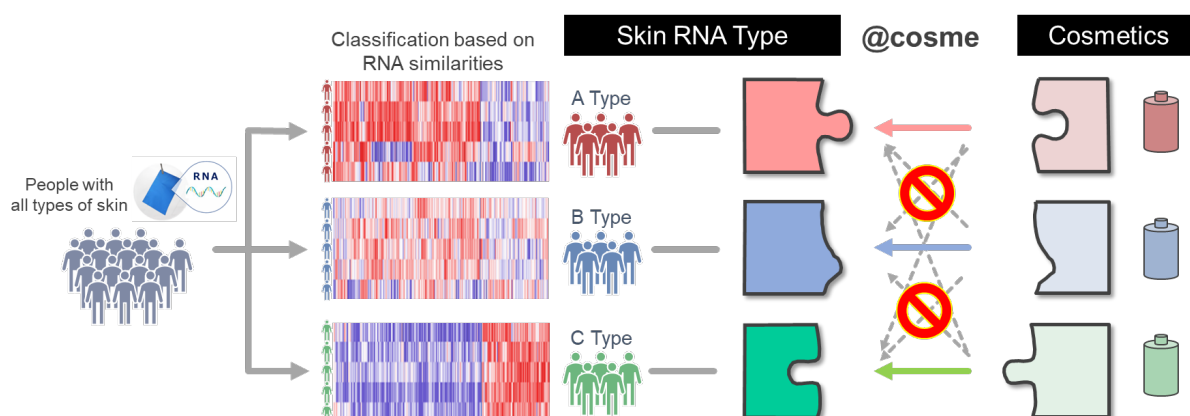 Classification based on
RNA similarities
Skin RNA Type
@cosme
Cosmetics
People with
all types of skin
RNA
A Type
B Type
C Type